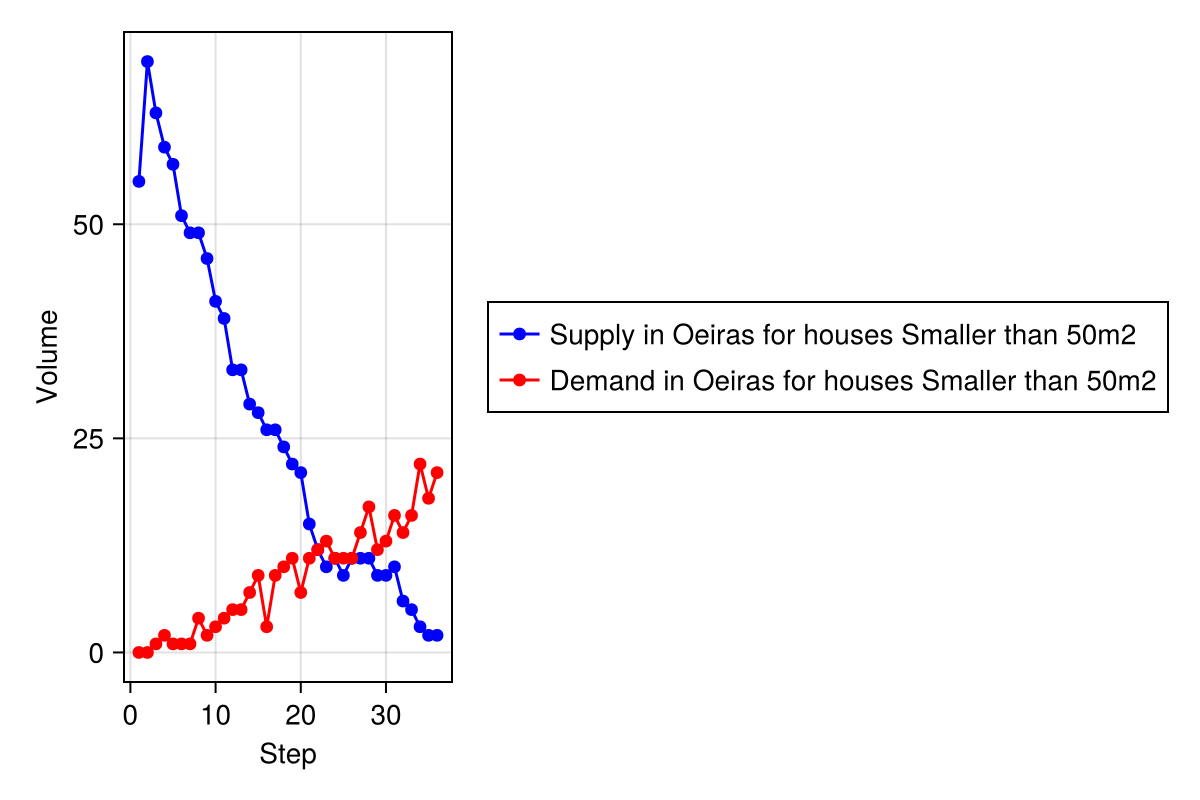 50
25
0
Volume
0 10 20 30
Step
Supply in Oeiras for houses Smaller than 50m2
Demand in Oeiras for houses Smaller than 50m2